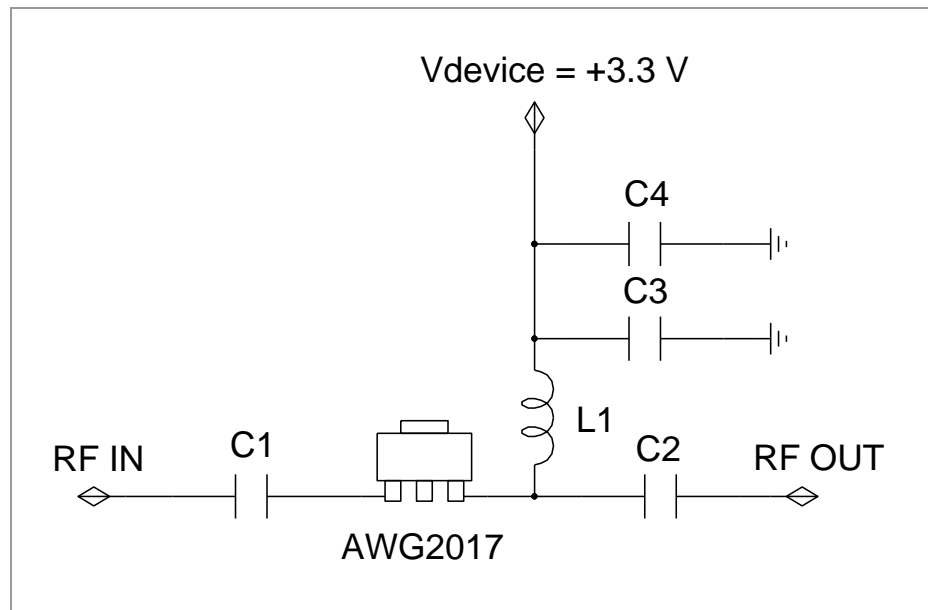 Vdevice = +3.3 V
C4
C3
L1
RF IN
C1
C2
RF OUT
AWG2017